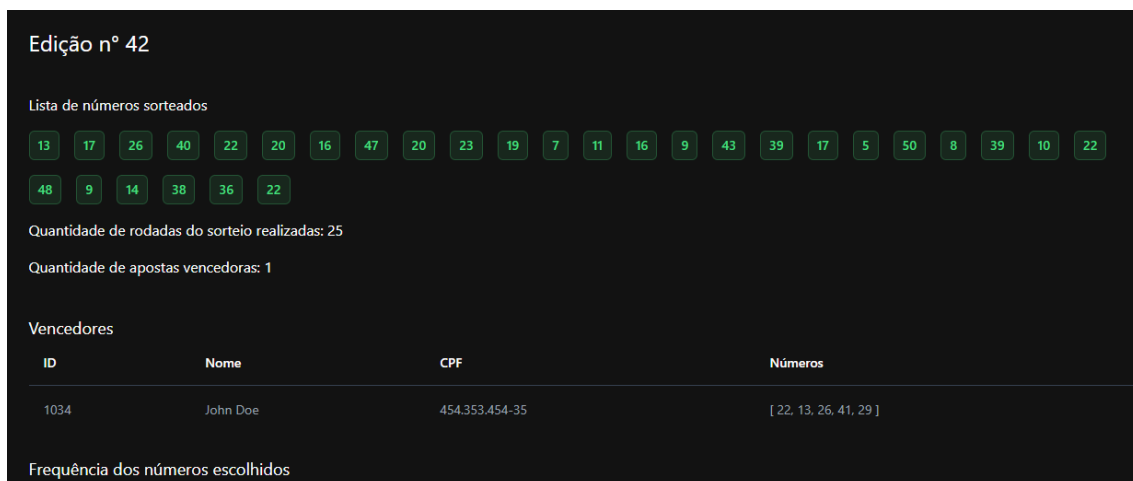 Edição n° 42
Lista de números sorteados
13 17 26 40 22 20 16 47 20 23 19 7 11 16 9 43 39 17 5 50 8 39 10 22
48 9 14 38 36 22
Quantidade de rodadas do sorteio realizadas: 25
Quantidade de apostas vencedoras: 1
Vencedores
ID Nome CPF Números
1034 John Doe 454.353.454-35 [ 22, 13, 26, 41, 29 ]
Frequência dos números escolhidos